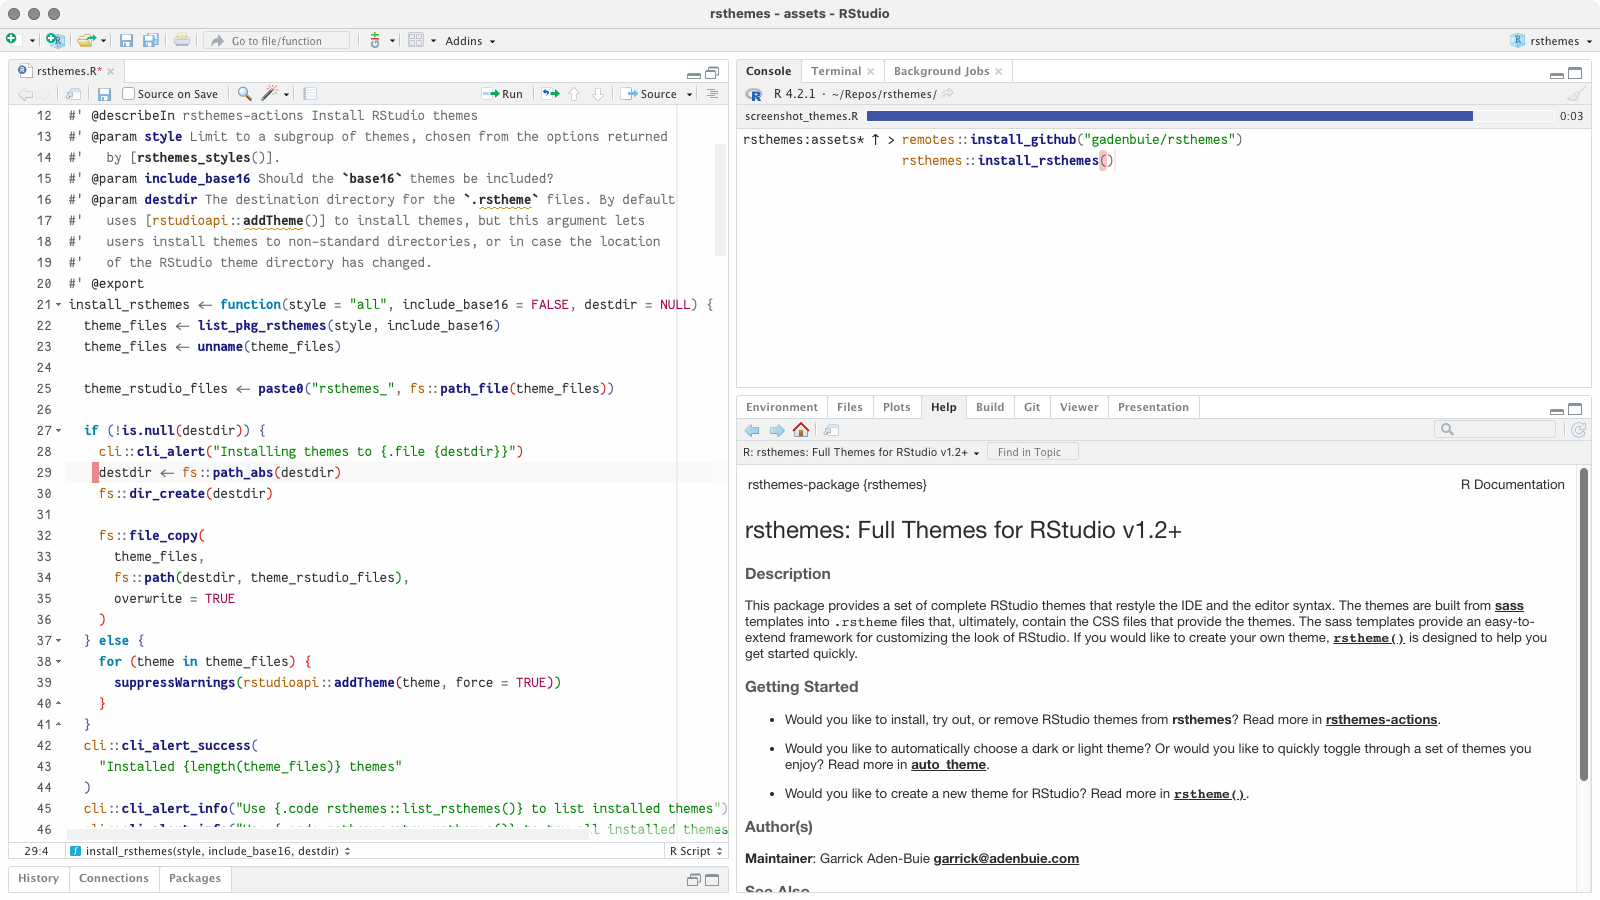 rsthemes - assets - RStudio
Go to file/function
Addins
rsthemes
rsthemes.R*
Source on Save
Run
Source
12 #' @describeIn rsthemes-actions Install RStudio themes
13 #' @param style Limit to a subgroup of themes, chosen from the options returned
14 #'   by [rsthemes_styles()].
15 #' @param include_base16 Should the `base16` themes be included?
16 #' @param destdir The destination directory for the `.rstheme` files. By default
17 #'   uses [rstudioapi::addTheme()] to install themes, but this argument lets
18 #'   users install themes to non-standard directories, or in case the location
19 #'   of the RStudio theme directory has changed.
20 #' @export
21 install_rsthemes <- function(style = "all", include_base16 = FALSE, destdir = NULL) {
22   theme_files <- list_pkg_rsthemes(style, include_base16)
23   theme_files <- unname(theme_files)
24
25   theme_rstudio_files <- paste0("rsthemes_", fs::path_file(theme_files))
26
27   if (!is.null(destdir)) {
28     cli::cli_alert("Installing themes to {.file {destdir}}")
29     destdir <- fs::path_abs(destdir)
30     fs::dir_create(destdir)
31
32     fs::file_copy(
33       theme_files,
34       fs::path(destdir, theme_rstudio_files),
35       overwrite = TRUE
36     )
37   } else {
38     for (theme in theme_files) {
39       suppressWarnings(rstudioapi::addTheme(theme, force = TRUE))
40     }
41   }
42   cli::cli_alert_success(
43     "Installed {length(theme_files)} themes"
44   )
45   cli::cli_alert_info("Use {.code rsthemes::list_rsthemes()} to list installed themes")
46 all installed themes
29:4
install_rsthemes(style, include_base16, destdir)
R Script
History
Connections
Packages
Console
Terminal
Background Jobs
R 4.2.1 · ~/Repos/rsthemes/
screenshot_themes.R
0:03
rsthemes:assets* ↑ > remotes::install_github("gadenbuie/rsthemes")
rsthemes::install_rsthemes()
Environment
Files
Plots
Help
Build
Git
Viewer
Presentation
R: rsthemes: Full Themes for RStudio v1.2+
Find in Topic
rsthemes-package {rsthemes}
R Documentation
rsthemes: Full Themes for RStudio v1.2+
Description
This package provides a set of complete RStudio themes that restyle the IDE and the editor syntax. The themes are built from sass
templates into .rstheme files that, ultimately, contain the CSS files that provide the themes. The sass templates provide an easy-to-
extend framework for customizing the look of RStudio. If you would like to create your own theme, rstheme() is designed to help you
get started quickly.
Getting Started
• Would you like to install, try out, or remove RStudio themes from rsthemes? Read more in rsthemes-actions.
• Would you like to automatically choose a dark or light theme? Or would you like to quickly toggle through a set of themes you
enjoy? Read more in auto_theme.
• Would you like to create a new theme for RStudio? Read more in rstheme().
Author(s)
Maintainer: Garrick Aden-Buie garrick@adenbuie.com
See Also